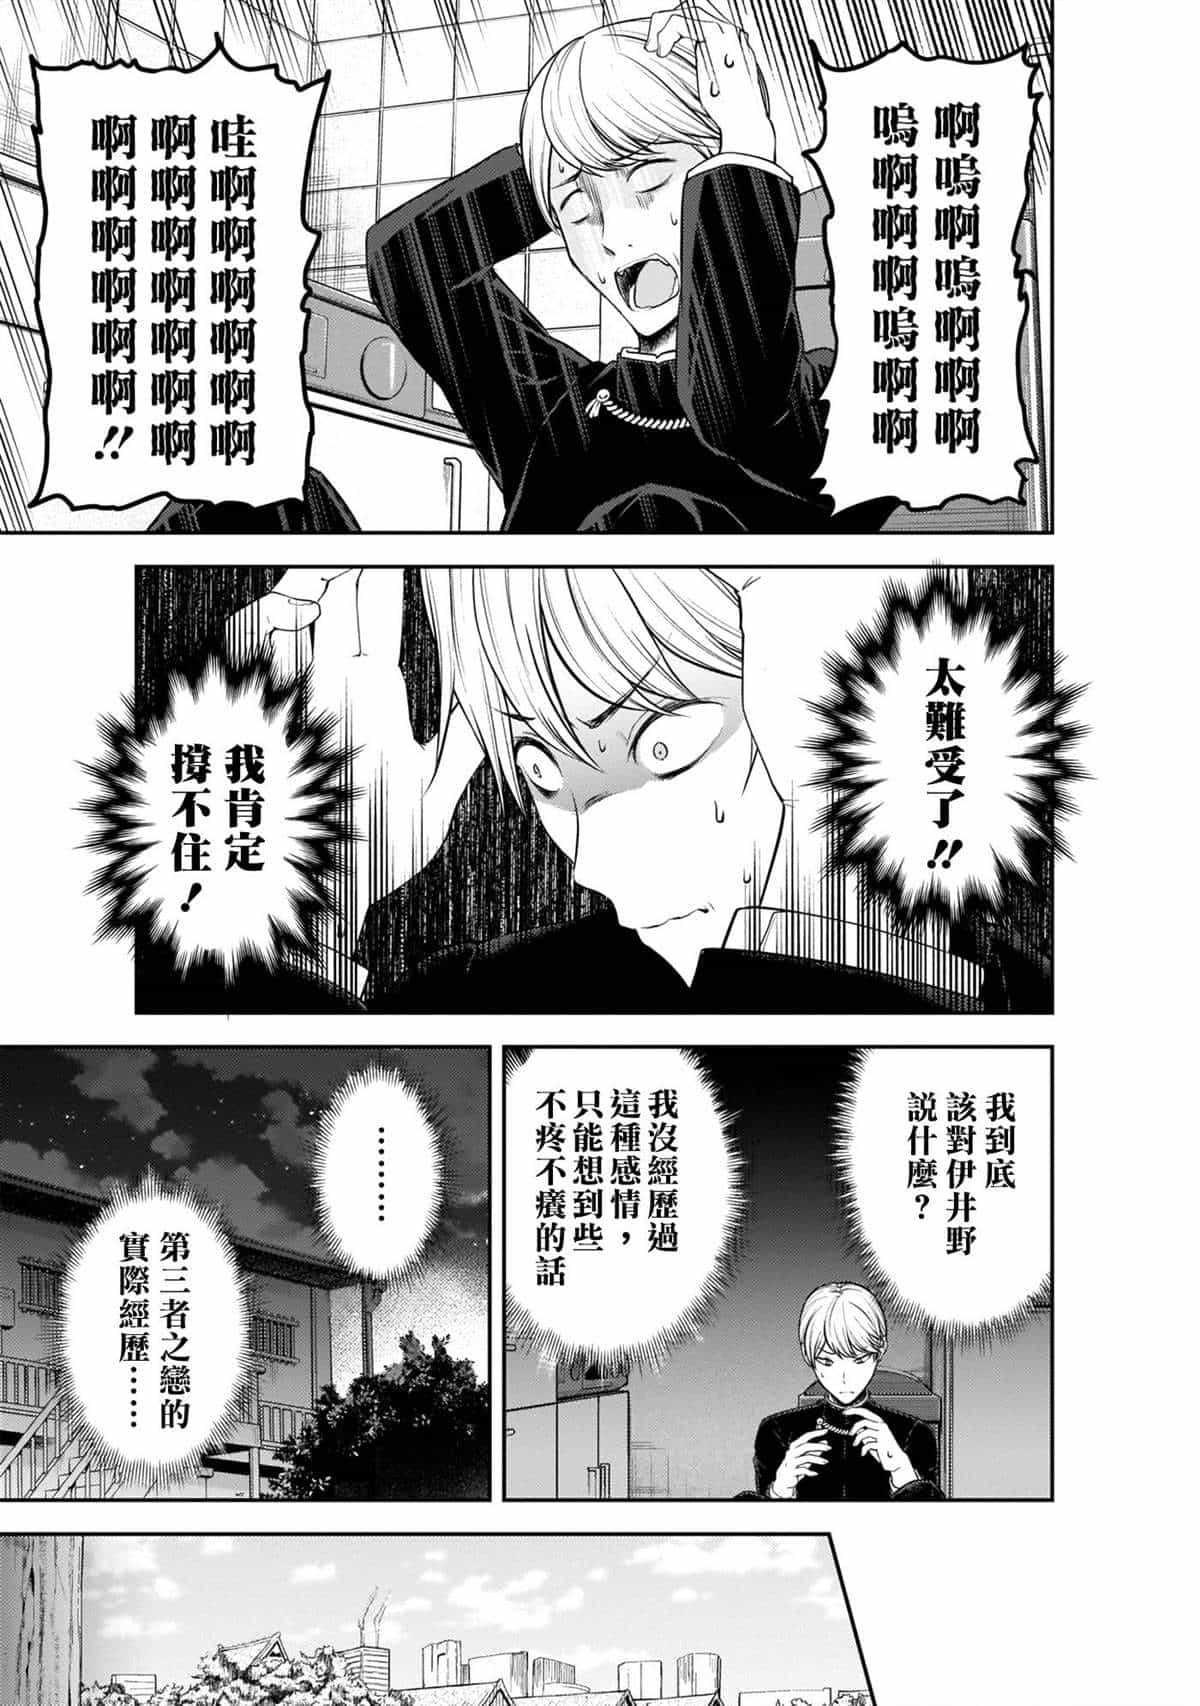 啊嗚啊嗚啊啊啊
嗚啊啊啊嗚啊啊
哇啊啊啊啊啊啊
啊啊啊啊啊啊啊
啊啊啊啊啊啊!!
太難受了!!
我肯定
撐不住!
我到底
該對伊井野
説什麼?
我沒經歷過
這種感情，
只能想到些
不疼不癢的話
………
第三者之戀的
實際經歷……